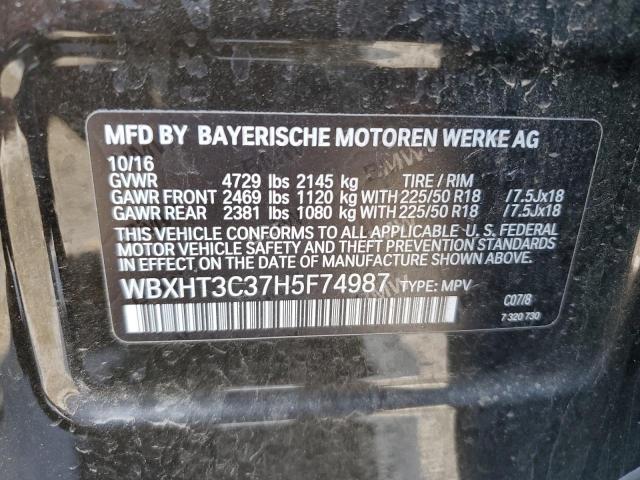 MFD BY BAYERISCHE MOTOREN WERKE AG
10/16
GVWR 4729 lbs 2145 kg TIRE / RIM
GAWR FRONT 2469 lbs 1120 kg WITH 225/50 R18 /7.5Jx18
GAWR REAR 2381 lbs 1080 kg WITH 225/50 R18 /7.5Jx18
THIS VEHICLE CONFORMS TO ALL APPLICABLE U. S. FEDERAL
MOTOR VEHICLE SAFETY AND THEFT PREVENTION STANDARDS
IN EFFECT ON THE DATE OF MANUFACTURE SHOWN ABOVE.
WBXHT3C37H5F74987 TYPE: MPV
C07/8
7 320 730